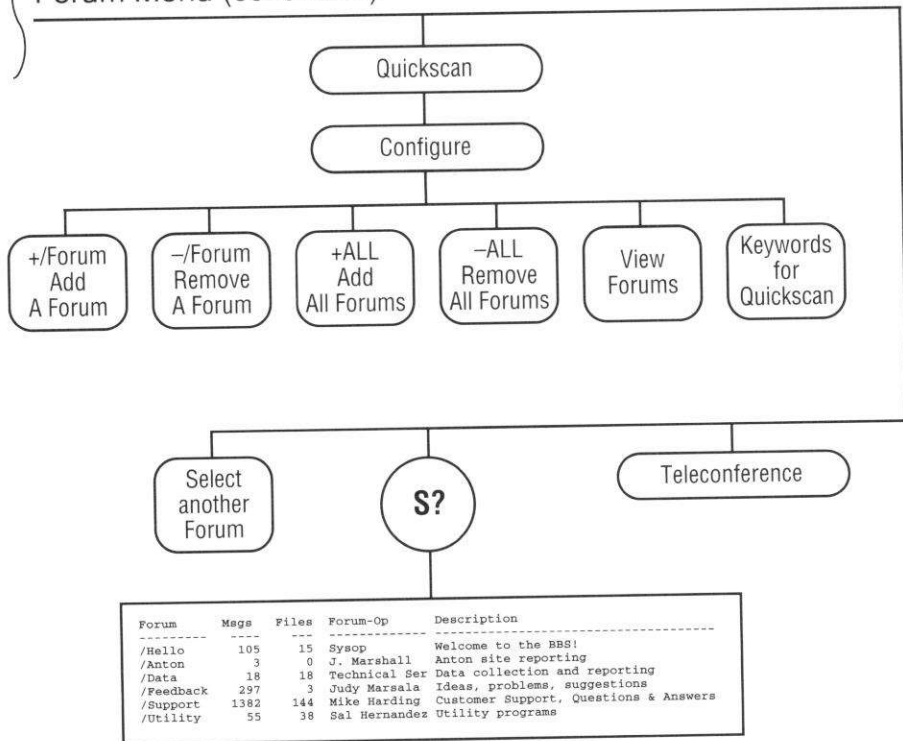 Forum Menu (
Quickscan
Configure
+/Forum
Add
A Forum
–/Forum
Remove
A Forum
+ALL
Add
All Forums
–ALL
Remove
All Forums
View
Forums
Keywords
for
Quickscan
Select
another
Forum
S?
Teleconference
Forum Msgs Files Forum-Op Description
--------- ---- --- ------------- -------------------------------
/Hello 105 15 Sysop Welcome to the BBS!
/Anton 3 0 J. Marshall Anton site reporting
/Data 18 18 Technical Ser Data collection and reporting
/Feedback 297 3 Judy Marsala Ideas, problems, suggestions
/Support 1382 144 Mike Harding Customer Support, Questions & Answers
/Utility 55 38 Sal Hernandez Utility programs